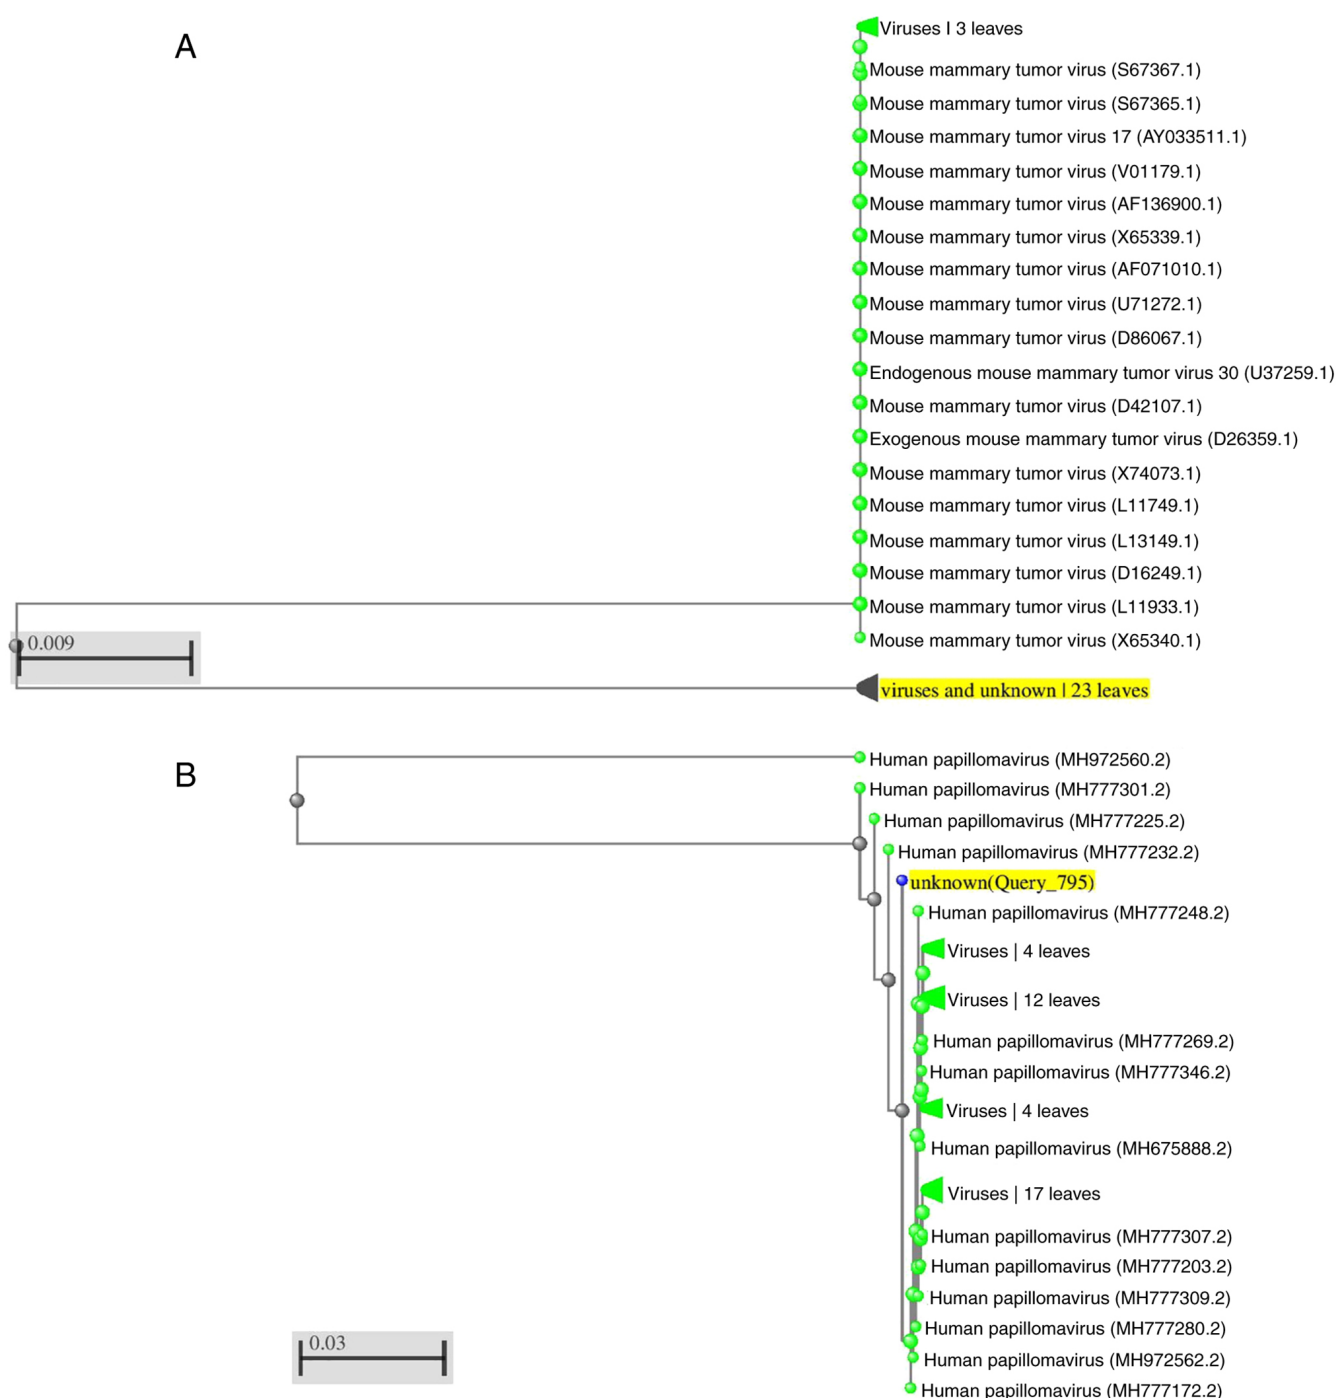 A
Viruses I 3 leaves
Mouse mammary tumor virus (S67367.1)
Mouse mammary tumor virus (S67365.1)
Mouse mammary tumor virus 17 (AY033511.1)
Mouse mammary tumor virus (V01179.1)
Mouse mammary tumor virus (AF136900.1)
Mouse mammary tumor virus (X65339.1)
Mouse mammary tumor virus (AF071010.1)
Mouse mammary tumor virus (U71272.1)
Mouse mammary tumor virus (D86067.1)
Endogenous mouse mammary tumor virus 30 (U37259.1)
Mouse mammary tumor virus (D42107.1)
Exogenous mouse mammary tumor virus (D26359.1)
Mouse mammary tumor virus (X74073.1)
Mouse mammary tumor virus (L11749.1)
Mouse mammary tumor virus (L13149.1)
Mouse mammary tumor virus (D16249.1)
Mouse mammary tumor virus (L11933.1)
Mouse mammary tumor virus (X65340.1)
0.009
viruses and unknown | 23 leaves
B
Human papillomavirus (MH972560.2)
Human papillomavirus (MH777301.2)
Human papillomavirus (MH777225.2)
Human papillomavirus (MH777232.2)
unknown(Query_795)
Human papillomavirus (MH777248.2)
Viruses | 4 leaves
Viruses | 12 leaves
Human papillomavirus (MH777269.2)
Human papillomavirus (MH777346.2)
Viruses | 4 leaves
Human papillomavirus (MH675888.2)
Viruses | 17 leaves
Human papillomavirus (MH777307.2)
Human papillomavirus (MH777203.2)
Human papillomavirus (MH777309.2)
Human papillomavirus (MH777280.2)
Human papillomavirus (MH972562.2)
Human papillomavirus (MH777172.2)
0.03